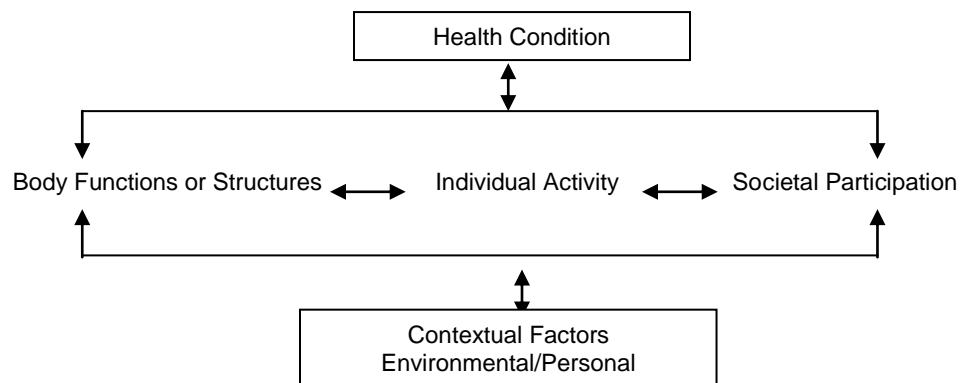 Health Condition
Body Functions or Structures
Individual Activity
Societal Participation
Contextual Factors
Environmental/Personal